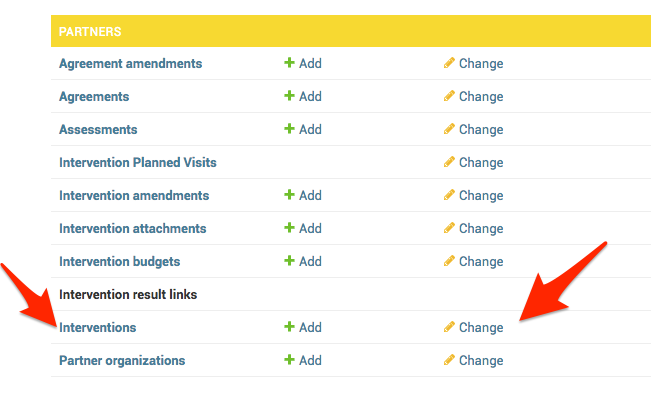 PARTNERS
Agreement amendments Add Change
Agreements Add Change
Assessments Add Change
Intervention Planned Visits Change
Intervention amendments Add Change
Intervention attachments Add Change
Intervention budgets Add Change
Intervention result links
Interventions Add Change
Partner organizations Add Change